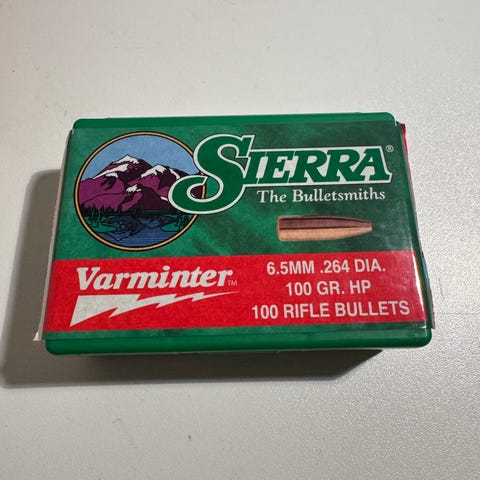 SIERRA®
The Bulletsmiths
Varminter™
6.5MM .264 DIA.
100 GR. HP
100 RIFLE BULLETS